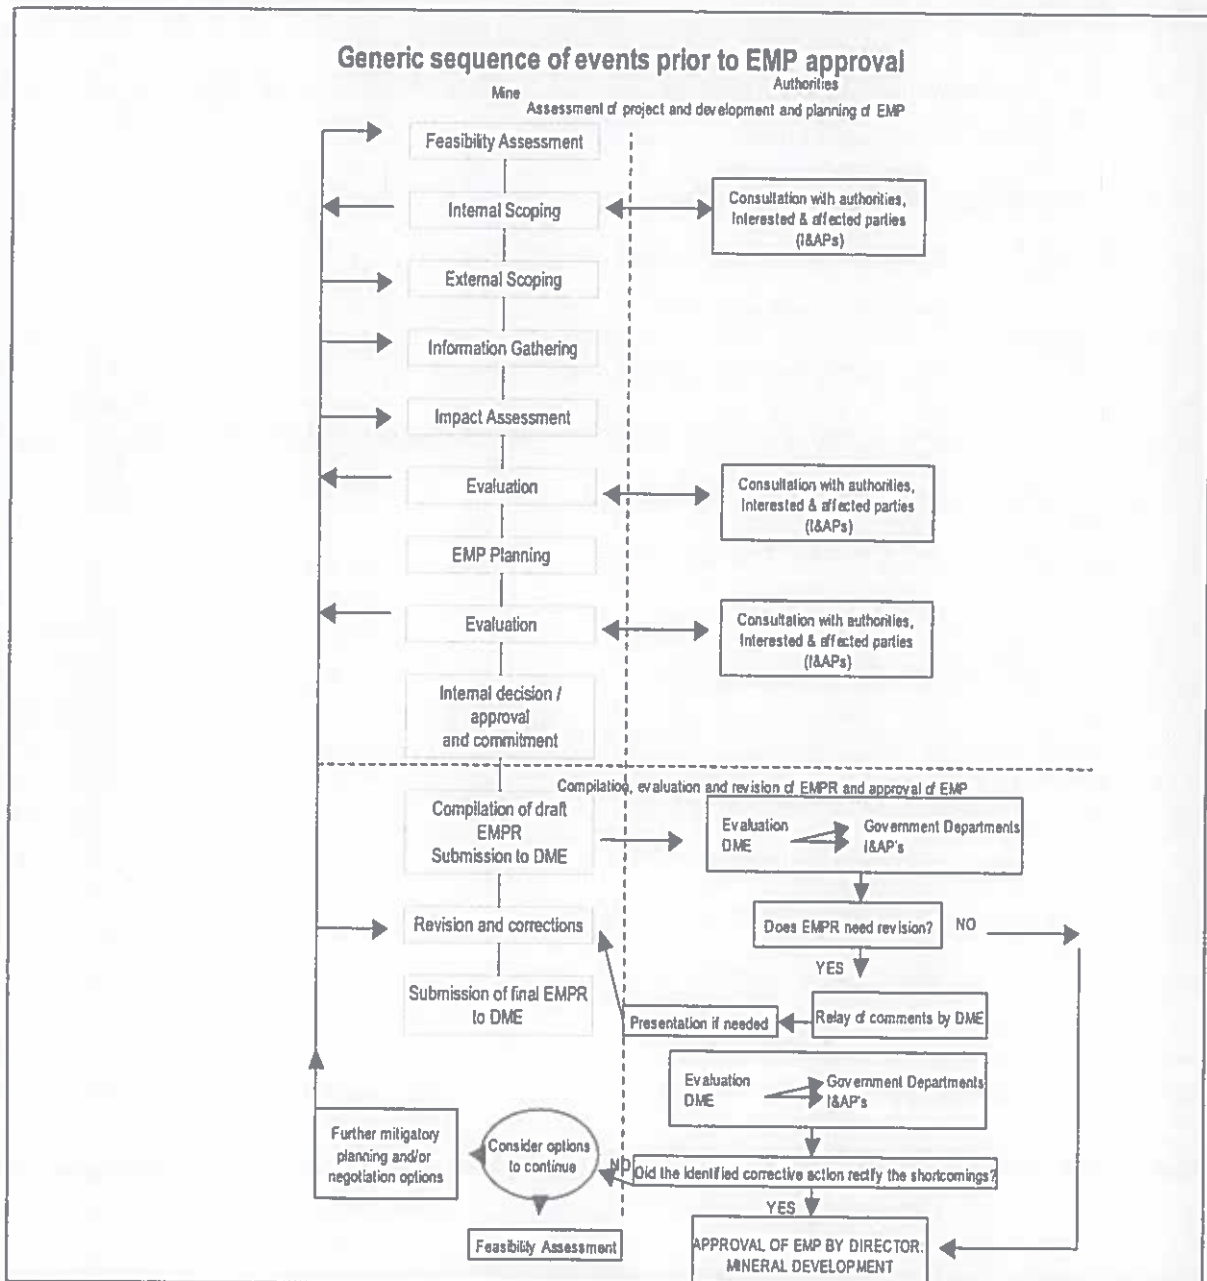 Generic sequence of events prior to EMP approval
Mine
Authorities
Assessment of project and development and planning of EMP
Feasibility Assessment
Internal Scoping
Consultation with authorities,
Interested & affected parties
(I&APs)
External Scoping
Information Gathering
Impact Assessment
Evaluation
Consultation with authorities,
Interested & affected parties
(I&APs)
EMP Planning
Evaluation
Consultation with authorities,
Interested & affected parties
(I&APs)
Internal decision /
approval
and commitment
Compilation, evaluation and revision of EMPR and approval of EMP
Compilation of draft
EMPR
Submission to DME
Evaluation
DME
Government Departments
I&AP's
Does EMPR need revision?
NO
YES
Revision and corrections
Submission of final EMPR
to DME
Presentation if needed
Relay of comments by DME
Evaluation
DME
Government Departments
I&AP's
Further mitigatory
planning and/or
negotiation options
Consider options
to continue
NO
Did the identified corrective action rectify the shortcomings?
YES
Feasibility Assessment
APPROVAL OF EMP BY DIRECTOR.
MINERAL DEVELOPMENT